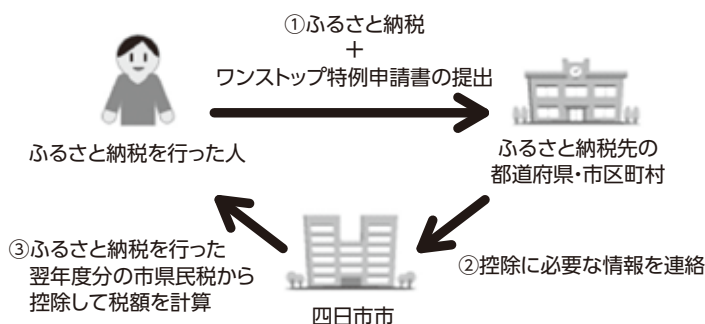 ①ふるさと納税
＋
ワンストップ特例申請書の提出
ふるさと納税を行った人
ふるさと納税先の
都道府県・市区町村
②控除に必要な情報を連絡
③ふるさと納税を行った
翌年度分の市県民税から
控除して税額を計算
四日市市